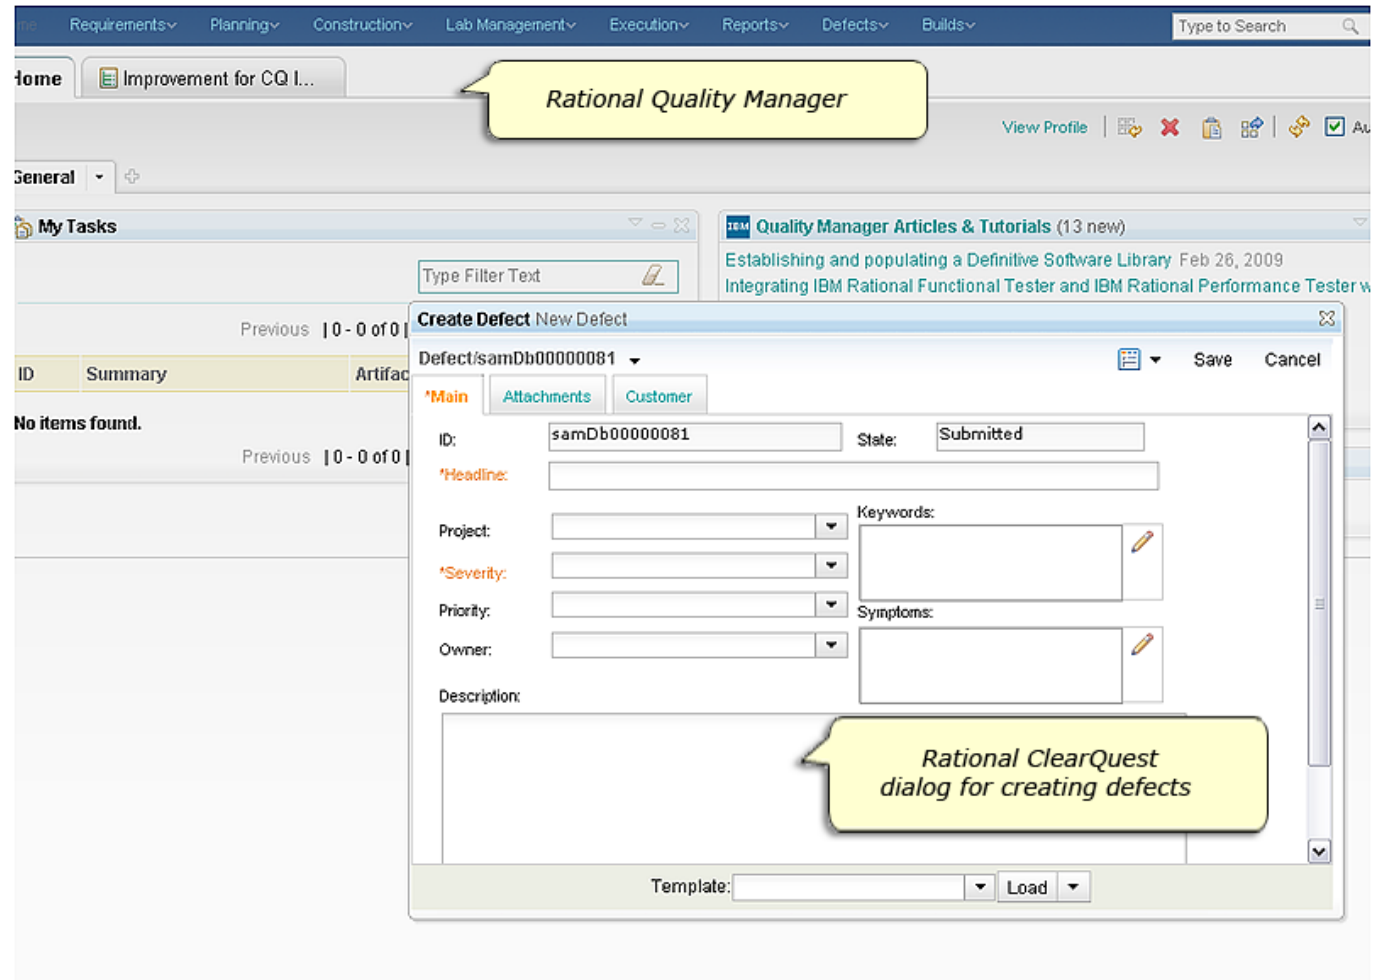 me Requirements Planning Construction Lab Management Execution Reports Defects Builds Type to Search
Home Improvement for CQ I...
Rational Quality Manager
View Profile Au
General
My Tasks
IBM Quality Manager Articles & Tutorials (13 new)
Type Filter Text
Establishing and populating a Definitive Software Library Feb 26, 2009
Integrating IBM Rational Functional Tester and IBM Rational Performance Tester w
Previous | 0 - 0 of 0 |
ID Summary Artifac
No items found.
Previous | 0 - 0 of 0 |
Create Defect New Defect
Defect/samDb00000081 Save Cancel
*Main Attachments Customer
ID: samDb00000081 State: Submitted
*Headline:
Project:
Keywords:
*Severity:
Priority:
Symptoms:
Owner:
Description:
Rational ClearQuest
dialog for creating defects
Template: Load